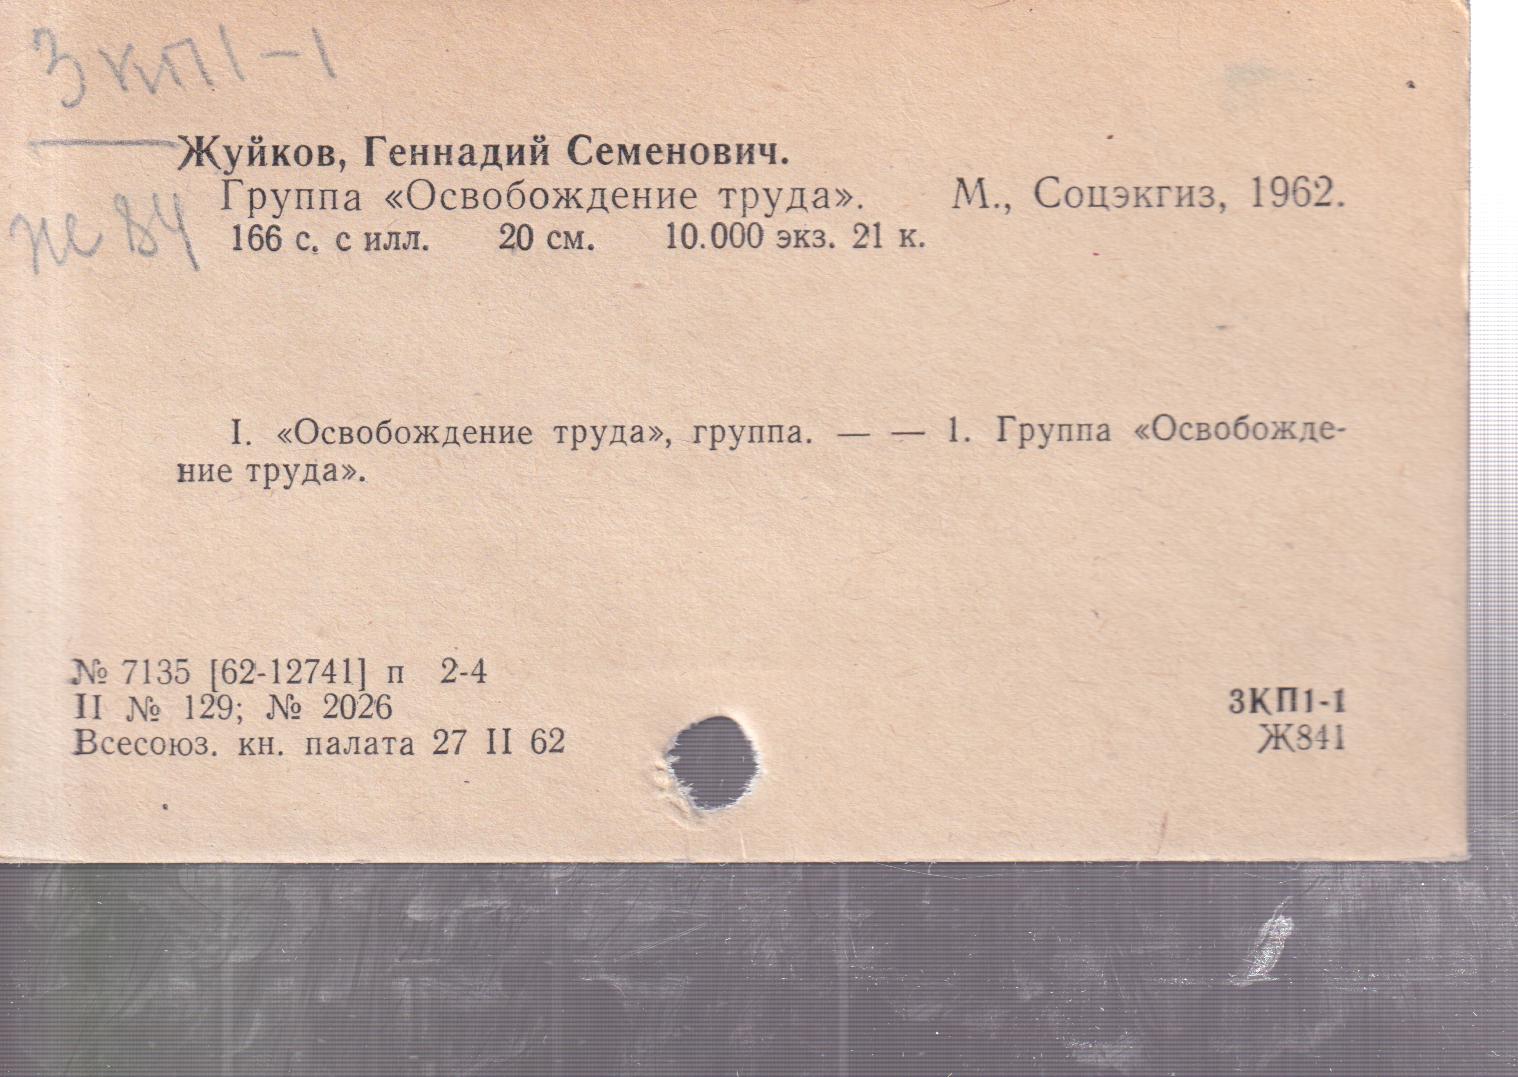 3КП1-1
Жуйков, Геннадий Семенович.
Группа «Освобождение труда». М., Соцэкгиз, 1962.
Ж84
166 с. с илл. 20 см. 10.000 экз. 21 к.
I. «Освобождение труда», группа. — — 1. Группа «Освобожде-
ние труда».
№ 7135 [62-12741] п 2-4
II № 129; № 2026
Всесоюз. кн. палата 27 II 62
3КП1-1
Ж841